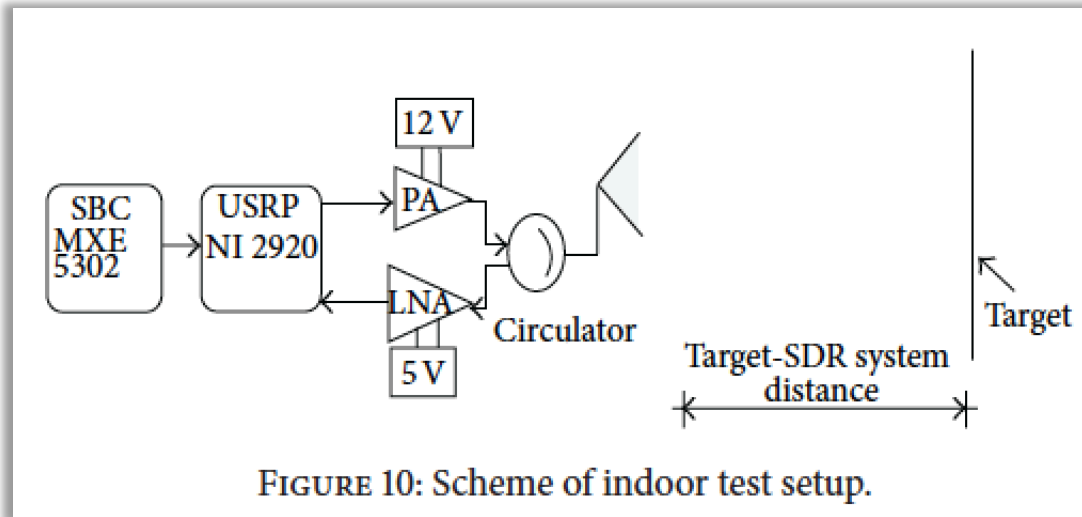 12 V
PA
SBC
MXE
5302
USRP
NI 2920
LNA
5 V
Circulator
Target
Target-SDR system
distance
FIGURE 10: Scheme of indoor test setup.